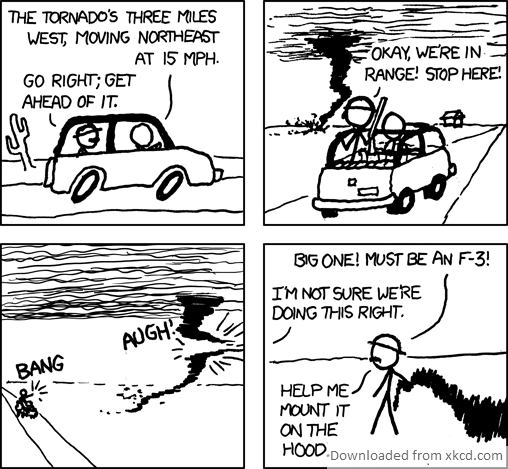 THE TORNADO'S THREE MILES
WEST, MOVING NORTHEAST
AT 15 MPH.
GO RIGHT; GET
AHEAD OF IT.
OKAY, WE'RE IN
RANGE! STOP HERE!
BANG
AUGH!
BIG ONE! MUST BE AN F-3!
I'M NOT SURE WE'RE
DOING THIS RIGHT.
HELP ME
MOUNT IT
ON THE
HOOD.
Downloaded from xkcd.com